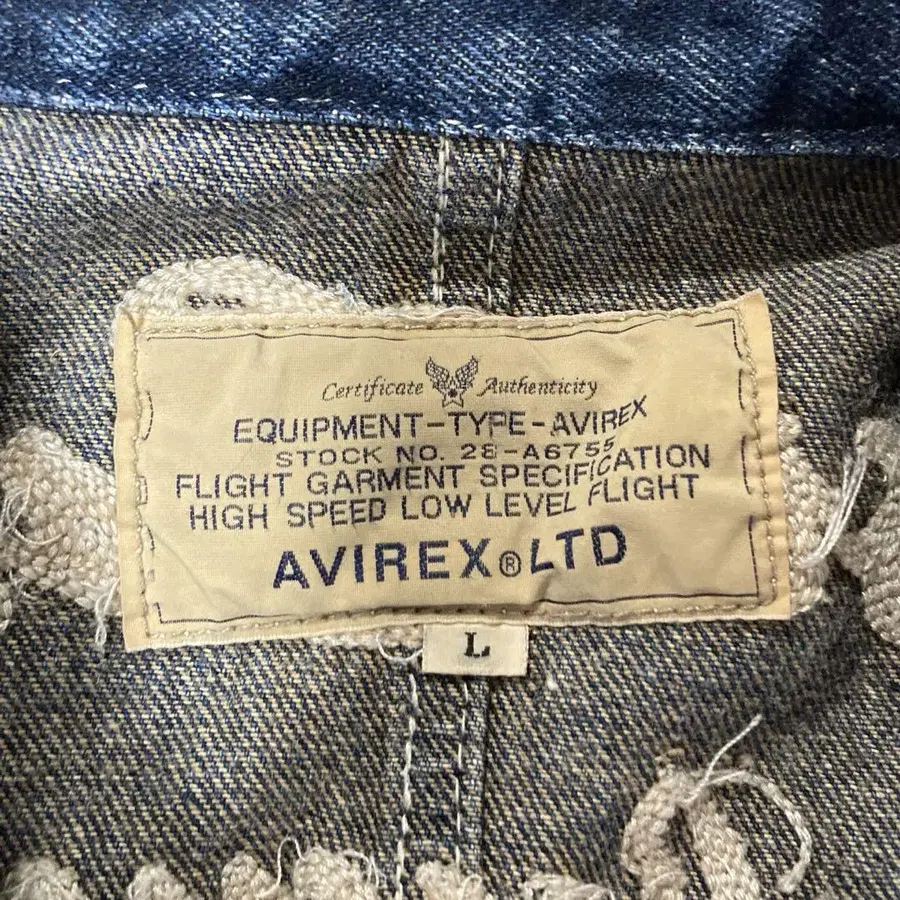 Certificate Authenticity
EQUIPMENT-TYPE-AVIREX
STOCK NO. 28-A6755
FLIGHT GARMENT SPECIFICATION
HIGH SPEED LOW LEVEL FLIGHT
AVIREX®LTD
L